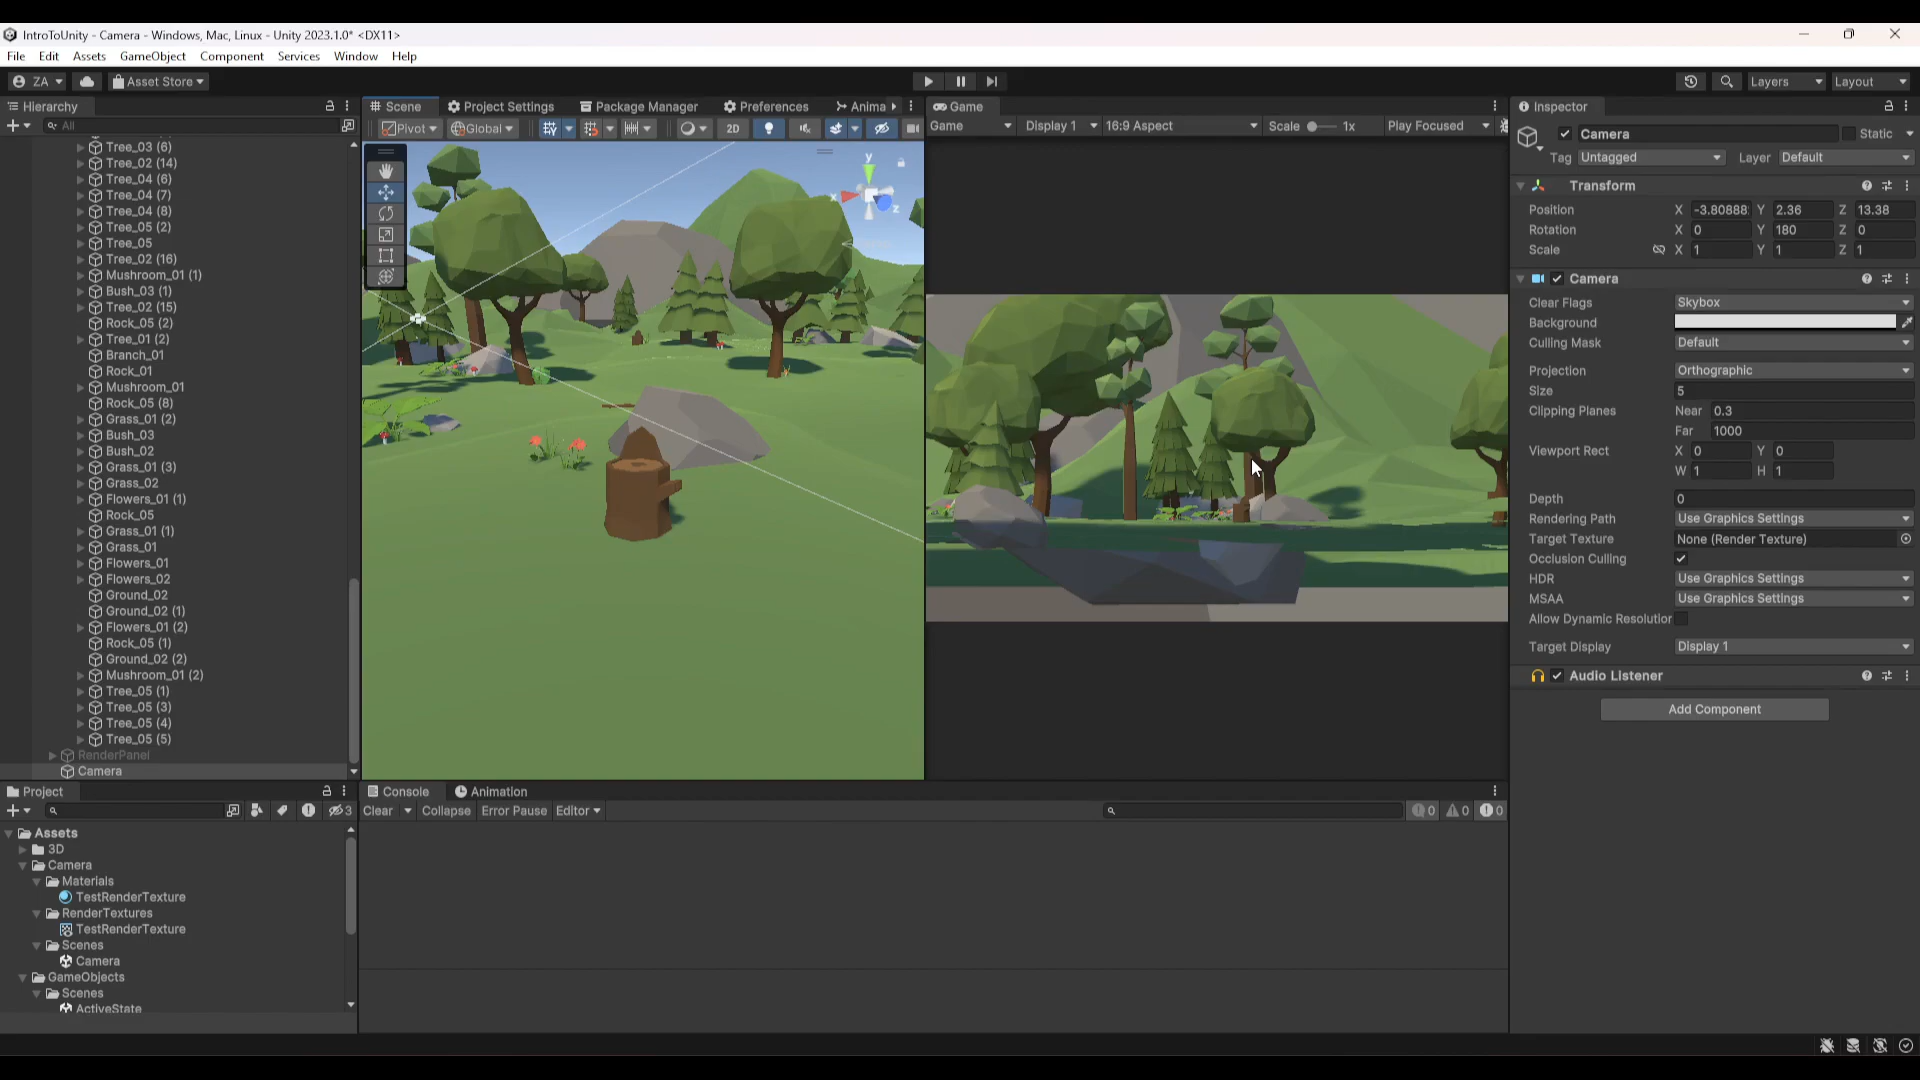 IntroToUnity - Camera - Windows, Mac, Linux - Unity 2023.1.0* <DX11>
File Edit Assets GameObject Component Services Window Help
ZA Asset Store Layers Layout
Hierarchy
All
Tree_03 (6)
Tree_02 (14)
Tree_04 (6)
Tree_04 (7)
Tree_04 (8)
Tree_05 (2)
Tree_05
Tree_02 (16)
Mushroom_01 (1)
Bush_03 (1)
Tree_02 (15)
Rock_05 (2)
Tree_01 (2)
Branch_01
Rock_01
Mushroom_01
Rock_05 (8)
Grass_01 (2)
Bush_03
Bush_02
Grass_01 (3)
Grass_02
Flowers_01 (1)
Rock_05
Grass_01 (1)
Grass_01
Flowers_01
Flowers_02
Ground_02
Ground_02 (1)
Flowers_01 (2)
Rock_05 (1)
Ground_02 (2)
Mushroom_01 (2)
Tree_05 (1)
Tree_05 (3)
Tree_05 (4)
Tree_05 (5)
RenderPanel
Camera
Scene Project Settings Package Manager Preferences Anima
Pivot Global 2D
y
x
z
Game
Game Display 1 16:9 Aspect Scale 1x Play Focused
Inspector
Camera Static
Tag Untagged Layer Default
Transform
Position X -3.80888 Y 2.36 Z 13.38
Rotation X 0 Y 180 Z 0
Scale X 1 Y 1 Z 1
Camera
Clear Flags Skybox
Background
Culling Mask Default
Projection Orthographic
Size 5
Clipping Planes Near 0.3
Far 1000
Viewport Rect X 0 Y 0
W 1 H 1
Depth 0
Rendering Path Use Graphics Settings
Target Texture None (Render Texture)
Occlusion Culling
HDR Use Graphics Settings
MSAA Use Graphics Settings
Allow Dynamic Resolution
Target Display Display 1
Audio Listener
Add Component
Project
3
Assets
3D
Camera
Materials
TestRenderTexture
RenderTextures
TestRenderTexture
Scenes
Camera
GameObjects
Scenes
ActiveState
Console Animation
Clear Collapse Error Pause Editor 0 0 0